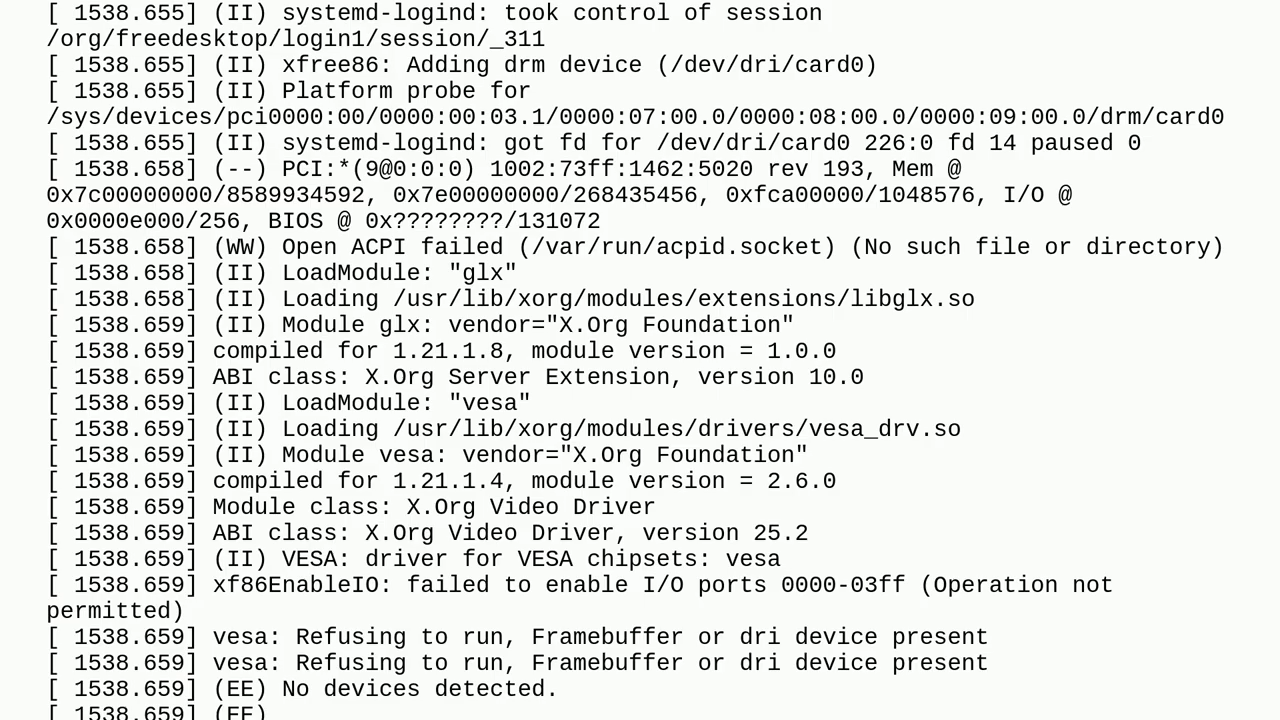 [ 1538.655] (II) systemd-logind: took control of session
/org/freedesktop/login1/session/_311
[ 1538.655] (II) xfree86: Adding drm device (/dev/dri/card0)
[ 1538.655] (II) Platform probe for
/sys/devices/pci0000:00/0000:00:03.1/0000:07:00.0/0000:08:00.0/0000:09:00.0/drm/card0
[ 1538.655] (II) systemd-logind: got fd for /dev/dri/card0 226:0 fd 14 paused 0
[ 1538.658] (--) PCI:*(9@0:0:0) 1002:73ff:1462:5020 rev 193, Mem @
0x7c00000000/8589934592, 0x7e00000000/268435456, 0xfca00000/1048576, I/O @
0x0000e000/256, BIOS @ 0x????????/131072
[ 1538.658] (WW) Open ACPI failed (/var/run/acpid.socket) (No such file or directory)
[ 1538.658] (II) LoadModule: "glx"
[ 1538.658] (II) Loading /usr/lib/xorg/modules/extensions/libglx.so
[ 1538.659] (II) Module glx: vendor="X.Org Foundation"
[ 1538.659] compiled for 1.21.1.8, module version = 1.0.0
[ 1538.659] ABI class: X.Org Server Extension, version 10.0
[ 1538.659] (II) LoadModule: "vesa"
[ 1538.659] (II) Loading /usr/lib/xorg/modules/drivers/vesa_drv.so
[ 1538.659] (II) Module vesa: vendor="X.Org Foundation"
[ 1538.659] compiled for 1.21.1.4, module version = 2.6.0
[ 1538.659] Module class: X.Org Video Driver
[ 1538.659] ABI class: X.Org Video Driver, version 25.2
[ 1538.659] (II) VESA: driver for VESA chipsets: vesa
[ 1538.659] xf86EnableIO: failed to enable I/O ports 0000-03ff (Operation not
permitted)
[ 1538.659] vesa: Refusing to run, Framebuffer or dri device present
[ 1538.659] vesa: Refusing to run, Framebuffer or dri device present
[ 1538.659] (EE) No devices detected.
[ 1538.659] (EE)